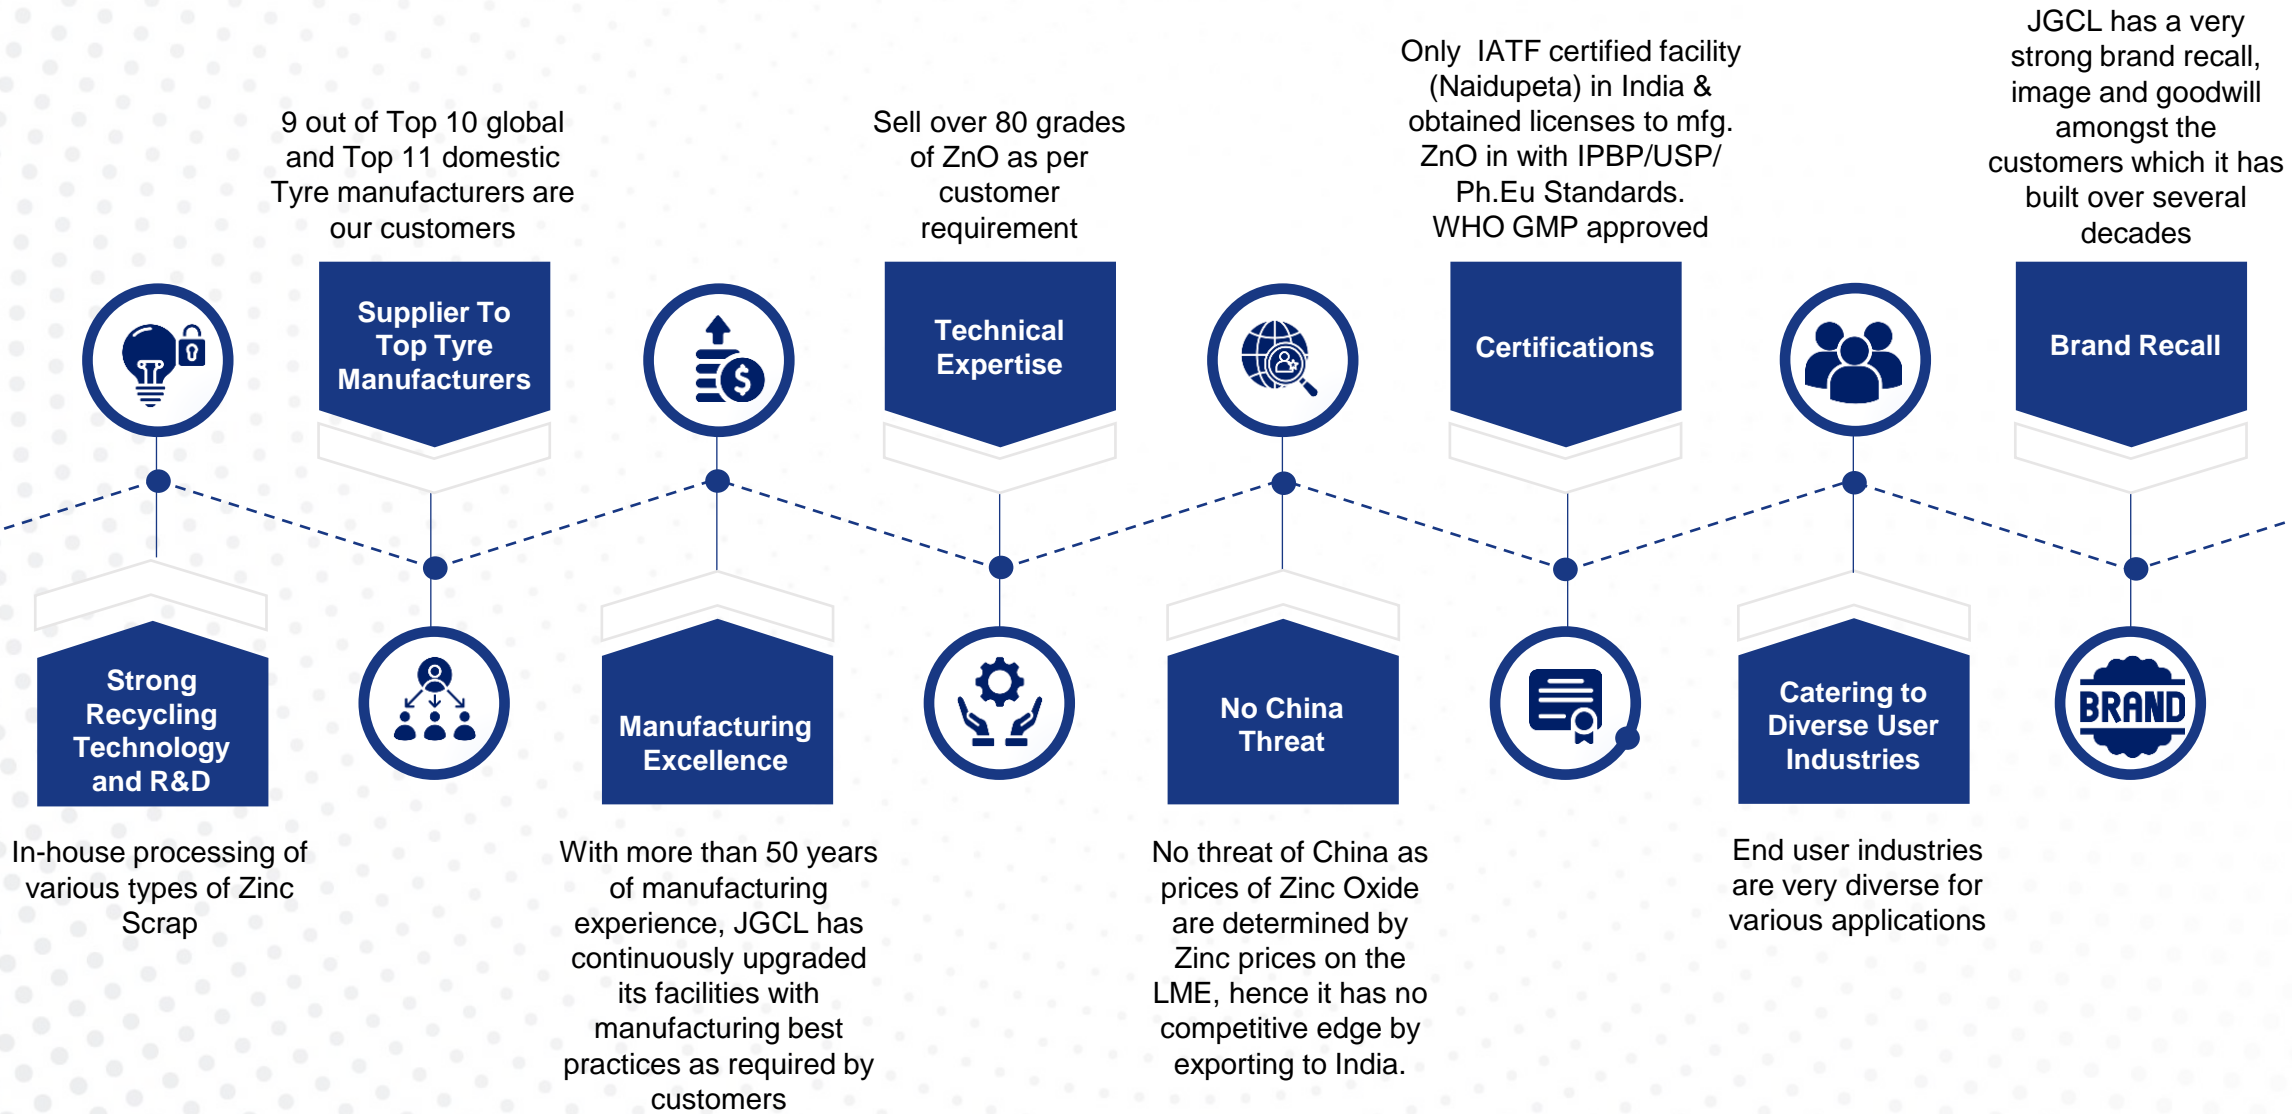 In-house processing of
various types of Zinc
Scrap
Strong
Recycling
Technology
and R&D
9 out of Top 10 global
and Top 11 domestic
Tyre manufacturers are
our customers
Supplier To
Top Tyre
Manufacturers
$
Manufacturing
Excellence
With more than 50 years
of manufacturing
experience, JGCL has
continuously upgraded
its facilities with
manufacturing best
practices as required by
customers
Sell over 80 grades
of ZnO as per
customer
requirement
Technical
Expertise
No China
Threat
No threat of China as
prices of Zinc Oxide
are determined by
Zinc prices on the
LME, hence it has no
competitive edge by
exporting to India.
Only IATF certified facility
(Naidupeta) in India &
obtained licenses to mfg.
ZnO in with IPBP/USP/
Ph.Eu Standards.
WHO GMP approved
Certifications
Catering to
Diverse User
Industries
End user industries
are very diverse for
various applications
JGCL has a very
strong brand recall,
image and goodwill
amongst the
customers which it has
built over several
decades
Brand Recall
BRAND